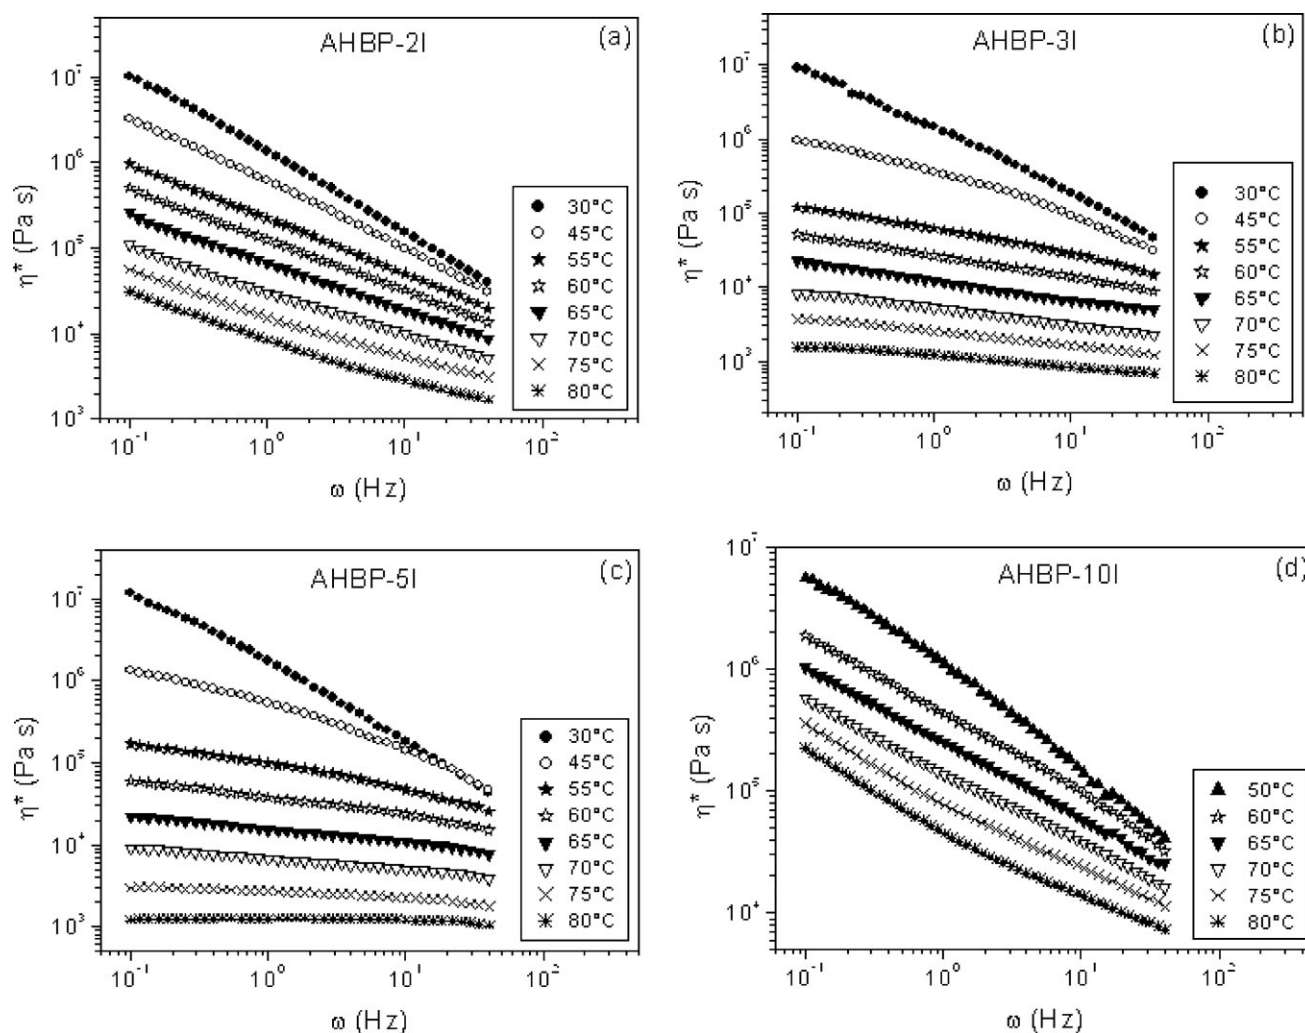 AHBP-2I
(a)
η* (Pa s)
10⁷
10⁶
10⁵
10⁴
10³
30°C
45°C
55°C
60°C
65°C
70°C
75°C
80°C
10⁻¹ 10⁰ 10¹ 10²
ω (Hz)
AHBP-3I
(b)
η* (Pa s)
10⁷
10⁶
10⁵
10⁴
10³
30°C
45°C
55°C
60°C
65°C
70°C
75°C
80°C
10⁻¹ 10⁰ 10¹ 10²
ω (Hz)
AHBP-5I
(c)
η* (Pa s)
10⁷
10⁶
10⁵
10⁴
10³
30°C
45°C
55°C
60°C
65°C
70°C
75°C
80°C
10⁻¹ 10⁰ 10¹ 10²
ω (Hz)
AHBP-10I
(d)
η* (Pa s)
10⁷
10⁶
10⁵
10⁴
50°C
60°C
65°C
70°C
75°C
80°C
10⁻¹ 10⁰ 10¹ 10²
ω (Hz)